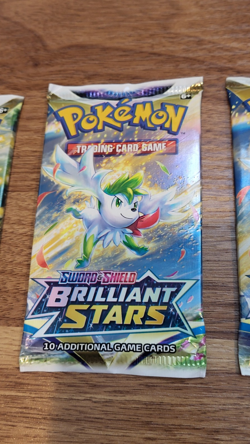 POKéMON
TRADING CARD GAME
SWORD & SHIELD
BRILLIANT
STARS
10 ADDITIONAL GAME CARDS